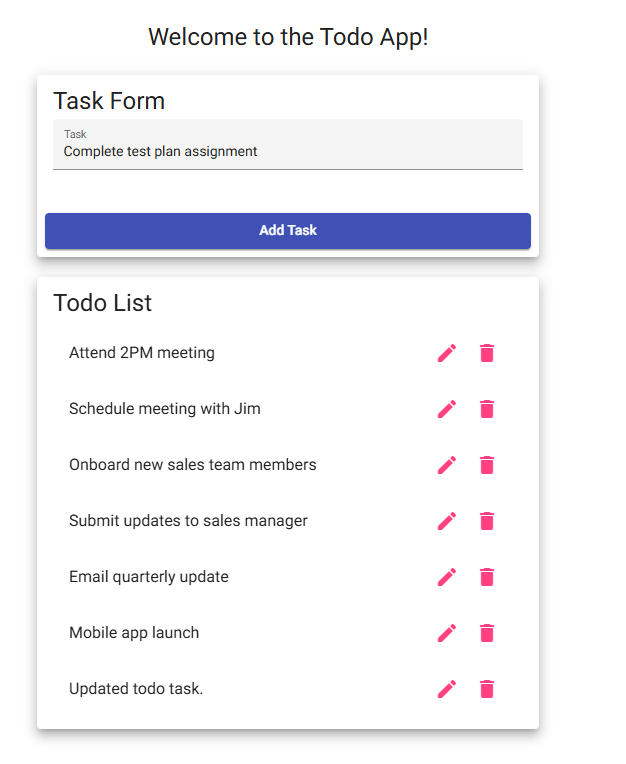 Welcome to the Todo App!
Task Form
Task
Complete test plan assignment
Add Task
Todo List
Attend 2PM meeting
Schedule meeting with Jim
Onboard new sales team members
Submit updates to sales manager
Email quarterly update
Mobile app launch
Updated todo task.